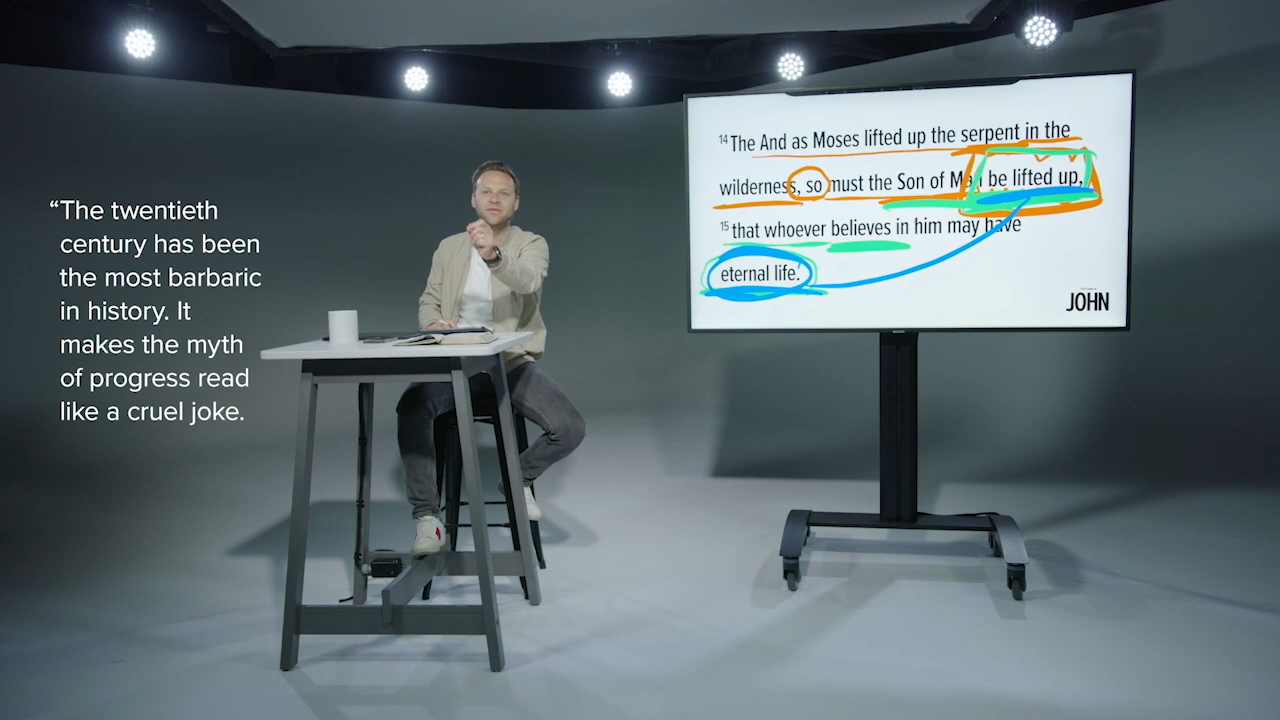 “The twentieth
century has been
the most barbaric
in history. It
makes the myth
of progress read
like a cruel joke.
14 The And as Moses lifted up the serpent in the
wilderness, so must the Son of Man be lifted up,
15 that whoever believes in him may have
eternal life.'
JOHN